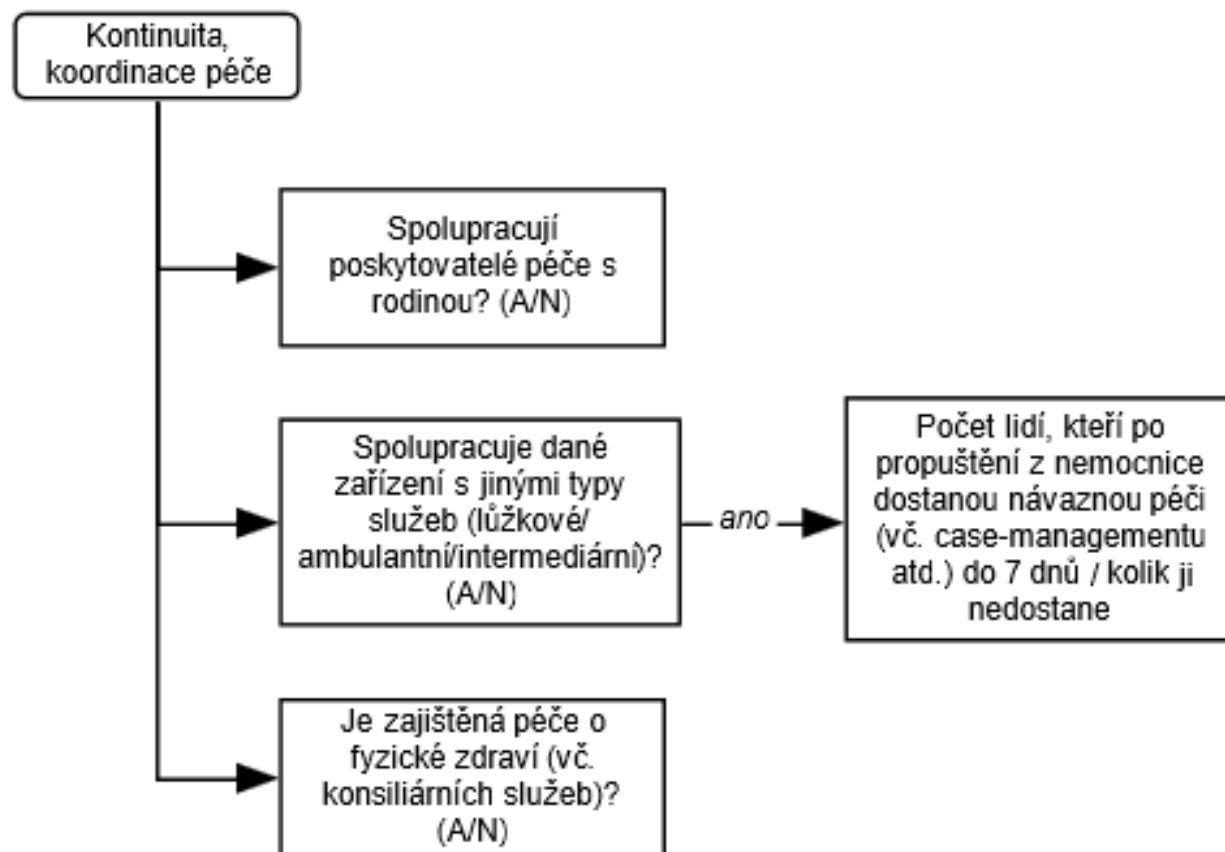 Kontinuita,
koordinace péče
Spolupracují
poskytovatelé péče s
rodinou? (A/N)
Spolupracuje dané
zařízení s jinými typy
služeb (lůžkové/
ambulantní/intermediární)?
(A/N)
ano
Počet lidí, kteří po
propuštění z nemocnice
dostanou návaznou péči
(vč. case-managementu
atd.) do 7 dnů / kolik ji
nedostane
Je zajištěná péče o
fyzické zdraví (vč.
konsiliárních služeb)?
(A/N)